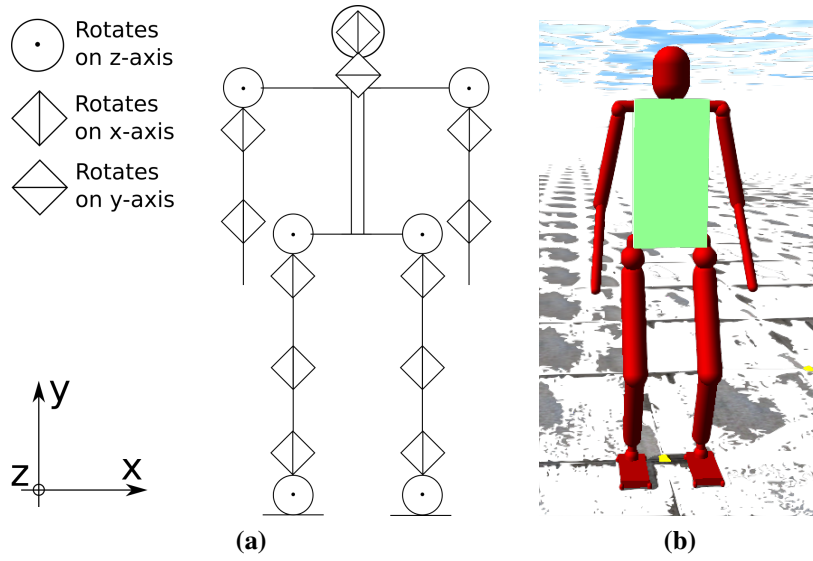 Rotates
on z-axis
Rotates
on x-axis
Rotates
on y-axis
y
z
x
(a)
(b)